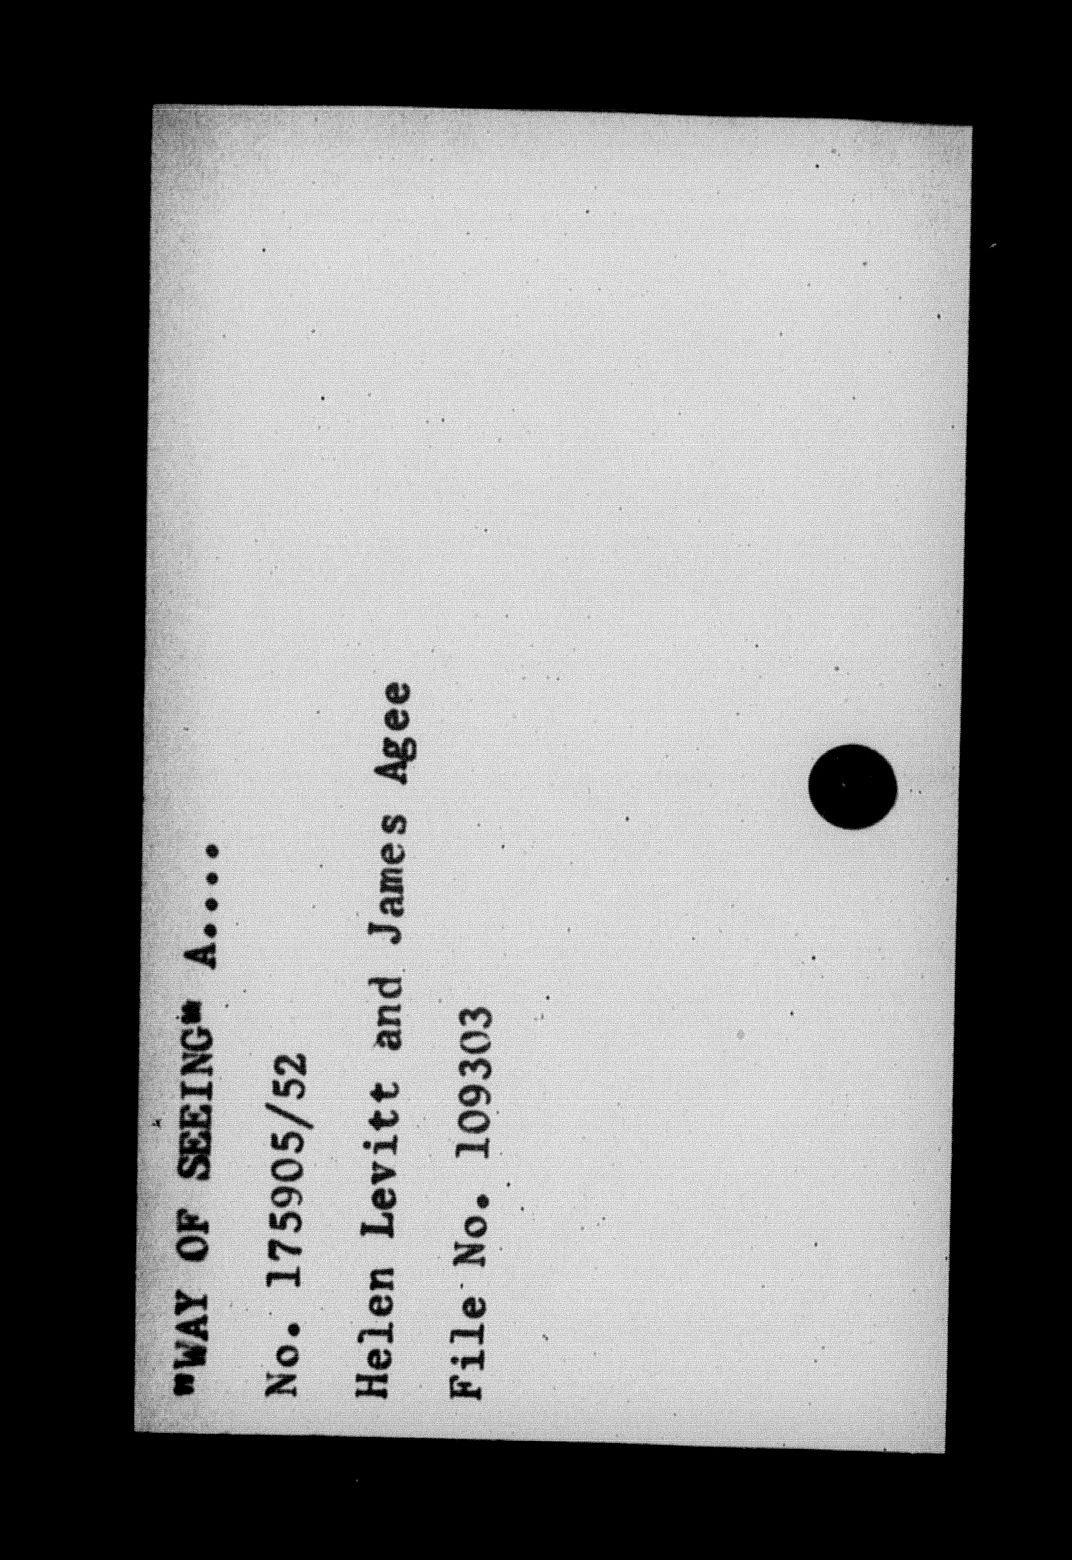 "WAY OF SEEING" A....
No. 175905/52
Helen Levitt and James Agee
File No. 109303